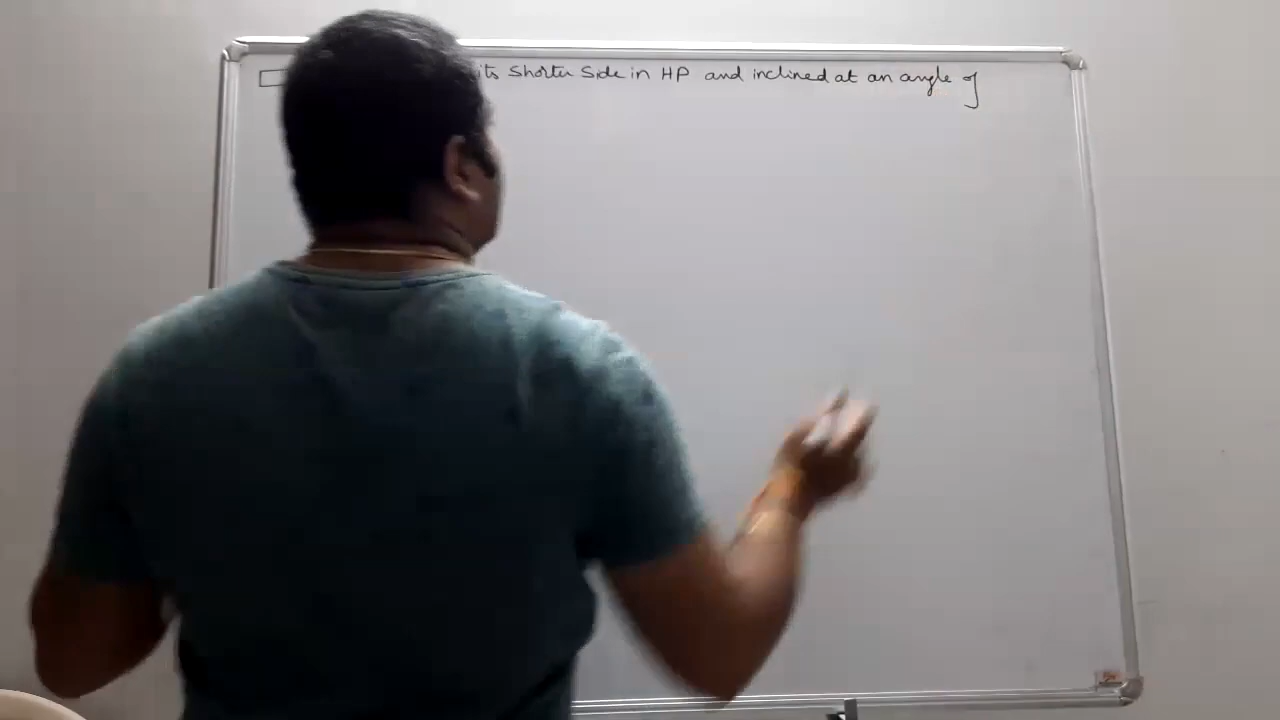 its Shorter Side in HP and inclined at an angle of